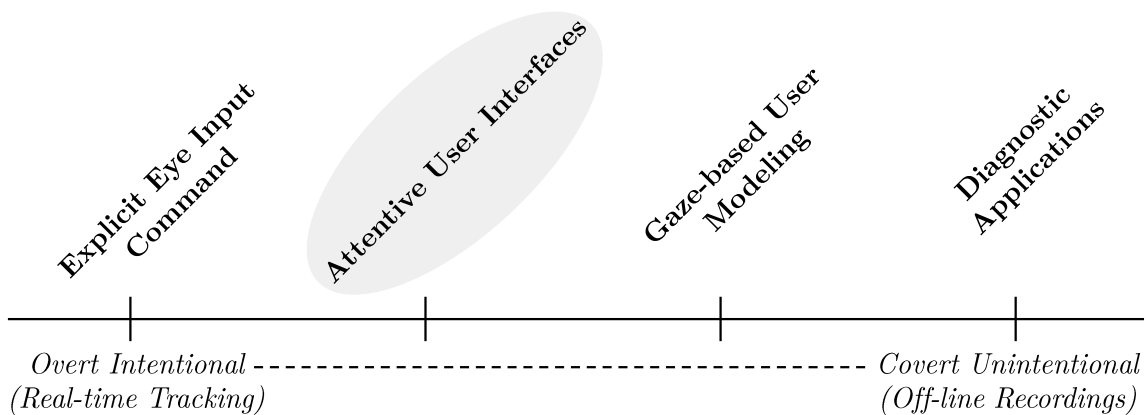 Explicit Eye Input
Command
Attentive User Interfaces
Gaze-based User
Modeling
Diagnostic
Applications
Overt Intentional
(Real-time Tracking)
Covert Unintentional
(Off-line Recordings)